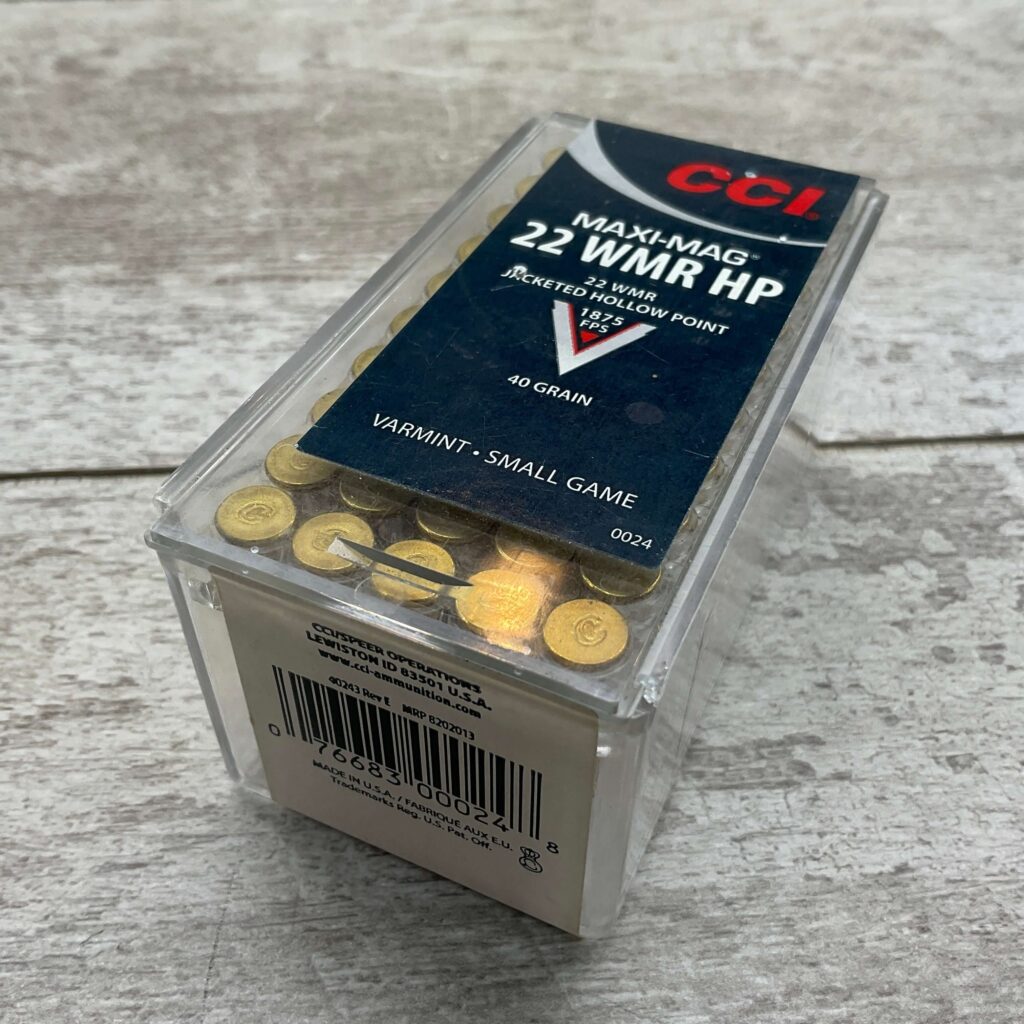 CCI®
MAXI-MAG®
22 WMR HP
22 WMR
JACKETED HOLLOW POINT
1875
FPS
40 GRAIN
VARMINT • SMALL GAME
0024
C
C
C
CCI/SPEER OPERATIONS
LEWISTON ID 83501 U.S.A.
www.cci-ammunition.com
40243 Rev E MRP 8202013
0 76683 00024 8
MADE IN U.S.A. / FABRIQUE AUX E.U.
Trademarks Reg. U.S. Pat. Off.